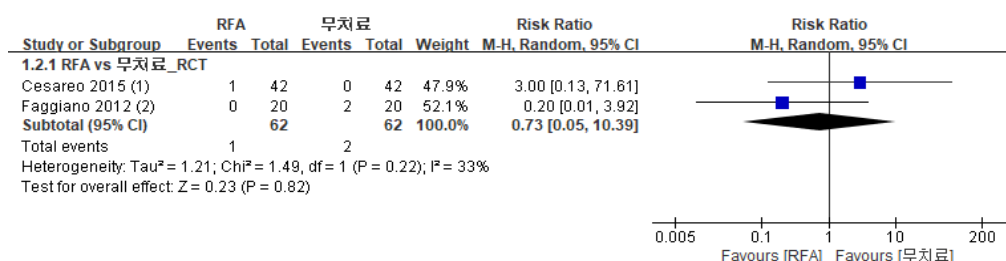 RFA 무치료 Risk Ratio Risk Ratio
Study or Subgroup Events Total Events Total Weight M-H, Random, 95% CI M-H, Random, 95% CI
1.2.1 RFA vs 무치료_RCT
Cesareo 2015 (1) 1 42 0 42 47.9% 3.00 [0.13, 71.61]
Faggiano 2012 (2) 0 20 2 20 52.1% 0.20 [0.01, 3.92]
Subtotal (95% CI) 62 62 100.0% 0.73 [0.05, 10.39]
Total events 1 2
Heterogeneity: Tau² = 1.21; Chi² = 1.49, df = 1 (P = 0.22); I² = 33%
Test for overall effect: Z = 0.23 (P = 0.82)
0.005 0.1 1 10 200
Favours [RFA] Favours [무치료]